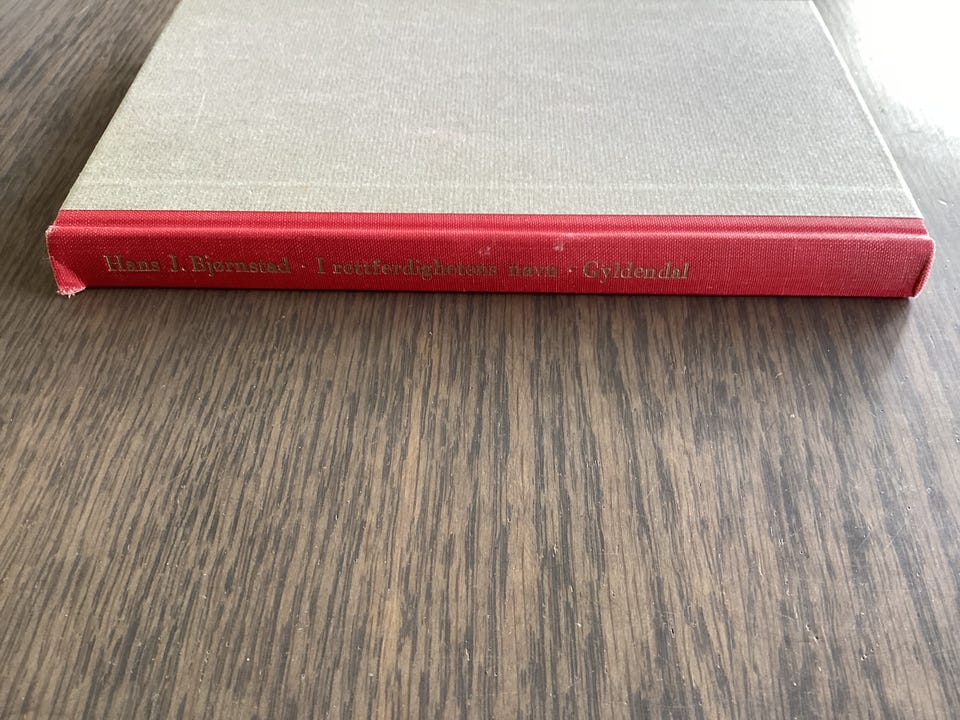 Hans J. Bjørnstad · I rettferdighetens navn · Gyldendal